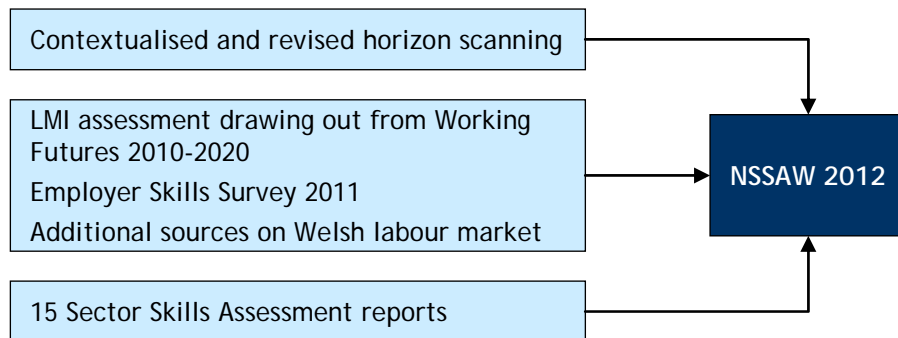 Contextualised and revised horizon scanning
LMI assessment drawing out from Working
Futures 2010-2020
Employer Skills Survey 2011
Additional sources on Welsh labour market
NSSAW 2012
15 Sector Skills Assessment reports